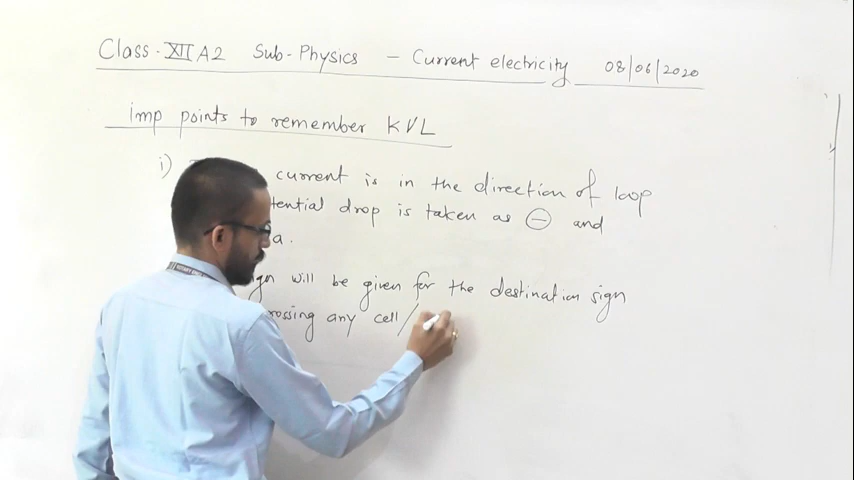 Class - XII A2 Sub-Physics - Current electricity 08/06/2020
imp points to remember KVL
i) current is in the direction of loop
tential drop is taken as ⊖ and
a.
gn will be given for the destination sign
rossing any cell/